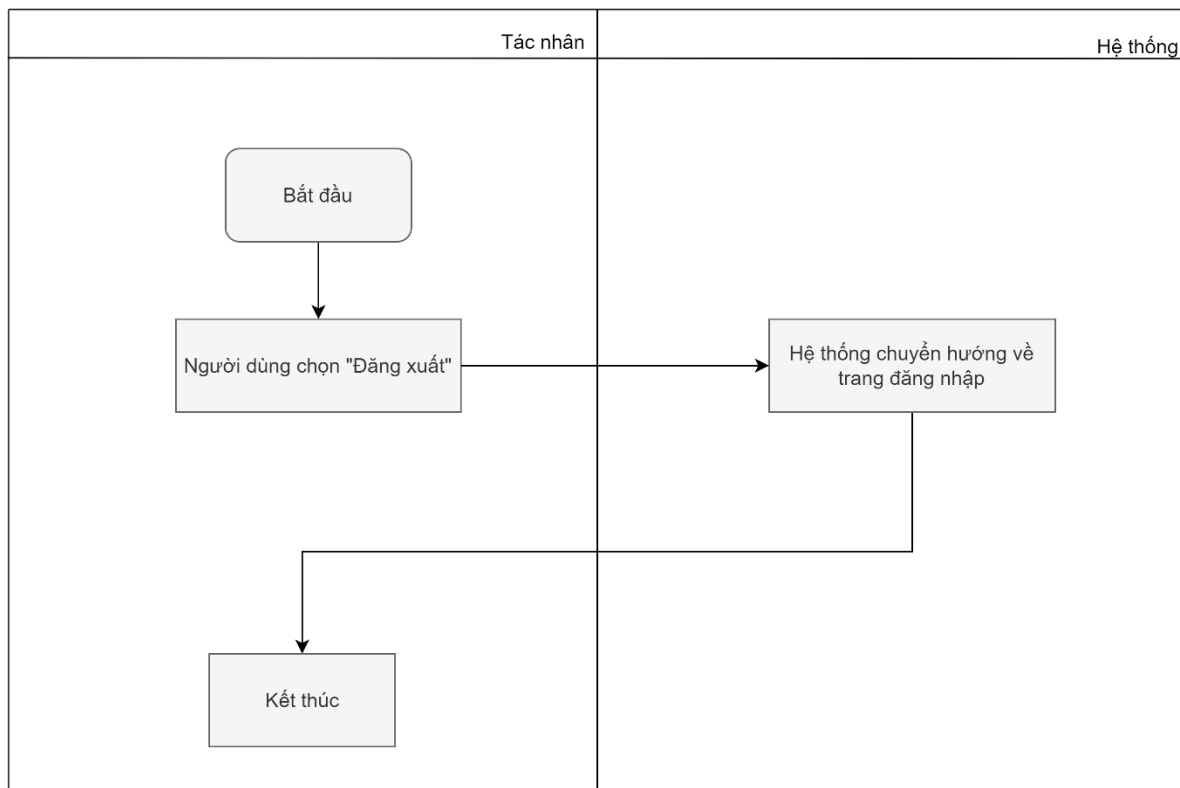 Tác nhân
Hệ thống
Bắt đầu
Người dùng chọn "Đăng xuất"
Hệ thống chuyển hướng về
trang đăng nhập
Kết thúc